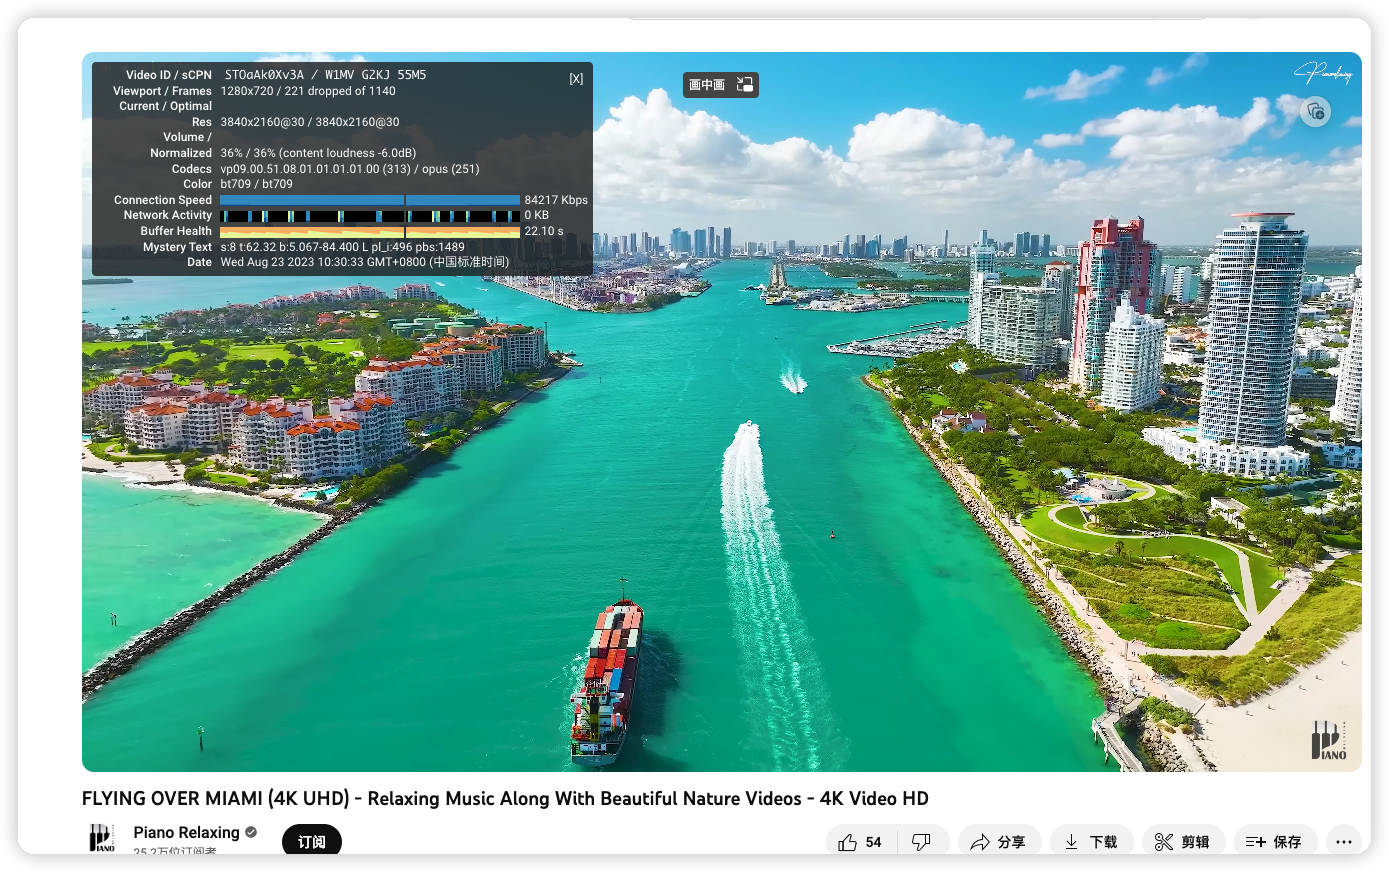 Video ID / sCPN STOaAk0Xv3A / W1MV GZKJ 55M5
[X]
Viewport / Frames 1280x720 / 221 dropped of 1140
Current / Optimal
Res 3840x2160@30 / 3840x2160@30
Volume /
Normalized 36% / 36% (content loudness -6.0dB)
Codecs vp09.00.51.08.01.01.01.01.00 (313) / opus (251)
Color bt709 / bt709
Connection Speed 84217 Kbps
Network Activity 0 KB
Buffer Health 22.10 s
Mystery Text s:8 t:62.32 b:5.067-84.400 L pl_i:496 pbs:1489
Date Wed Aug 23 2023 10:30:33 GMT+0800 (中国标准时间)
画中画
PIANO
FLYING OVER MIAMI (4K UHD) - Relaxing Music Along With Beautiful Nature Videos - 4K Video HD
PIANO
Piano Relaxing
25.2万位订阅者
订阅
54
分享
下载
剪辑
保存